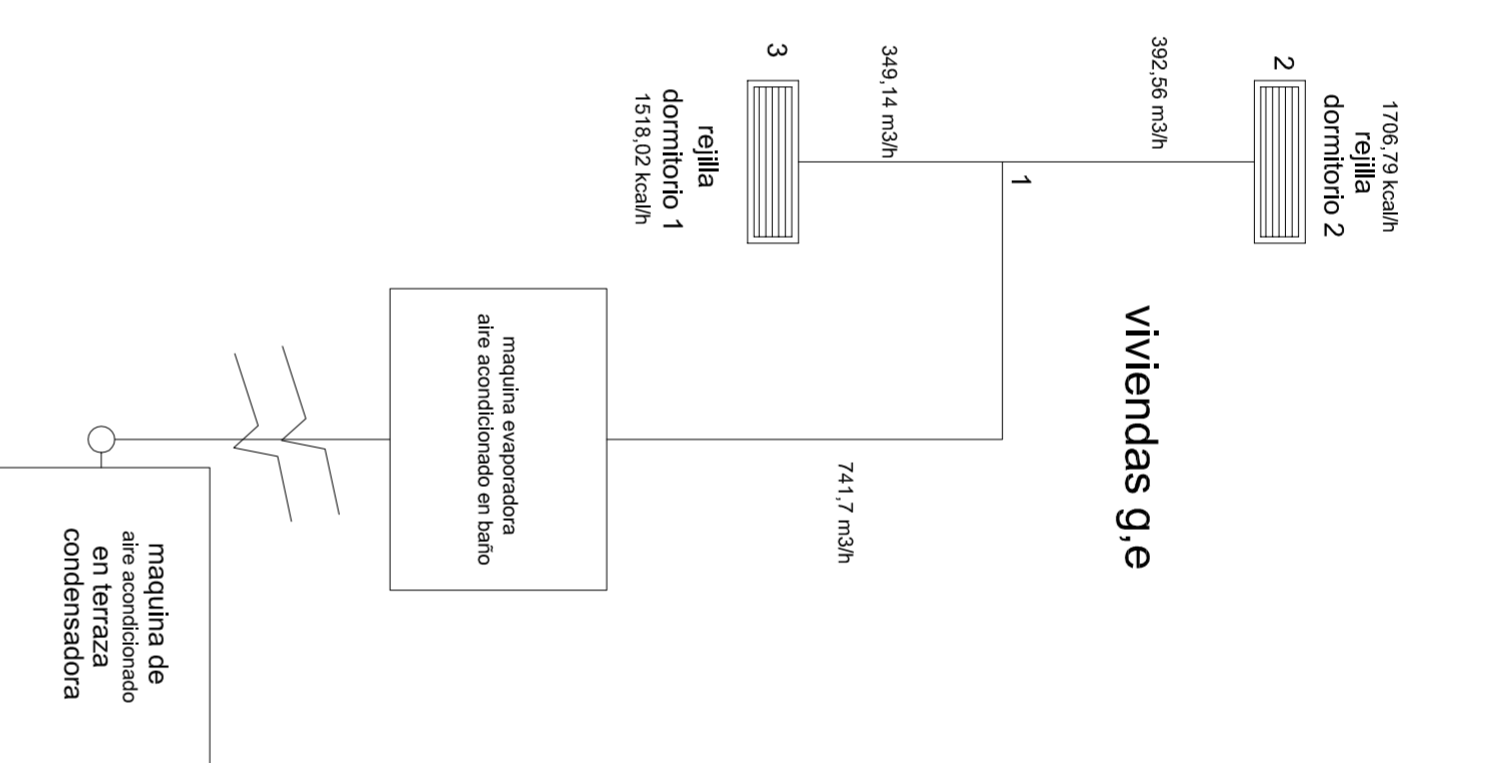 1706,79 kcal/h
rejilla
dormitorio 2
2
392,56 m3/h
viviendas g,e
1
349,14 m3/h
741,7 m3/h
3
rejilla
dormitorio 1
1518,02 kcal/h
maquina evaporadora
aire acondicionado en baño
maquina de
aire acondicionado
en terraza
condensadora